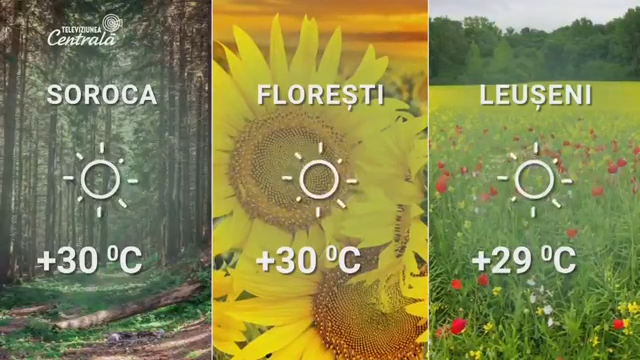 TELEVIZIUNEA
Centrală
SOROCA
FLOREȘTI
LEUȘENI
+30 ⁰C
+30 ⁰C
+29 ⁰C